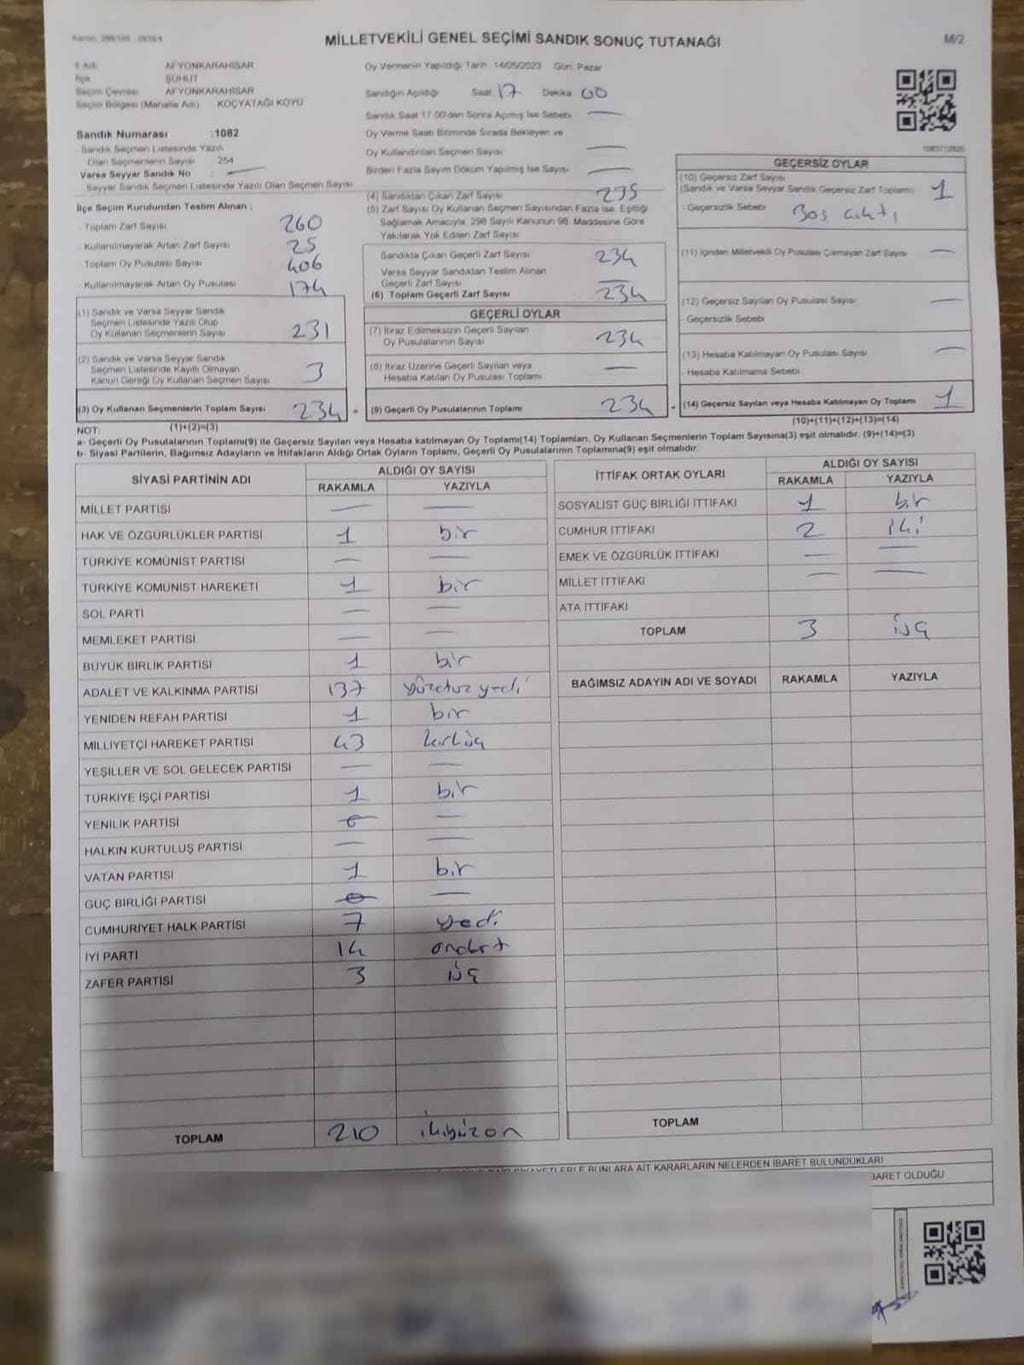 MİLLETVEKİLİ GENEL SEÇİMİ SANDIK SONUÇ TUTANAĞI
M/2
AFYONKARAHİSAR
ŞUHUT
Seçim Çevresi AFYONKARAHİSAR
Seçim Bölgesi (Mahalle Adı) KOÇYATAĞI KÖYÜ
Sandık Numarası :1082
Sandık Seçmen Listesinde Yazılı
Olan Seçmenlerin Sayısı 254
Varsa Seyyar Sandık No :
Seyyar Sandık Seçmen Listesinde Yazılı Olan Seçmen Sayısı
İlçe Seçim Kurulundan Teslim Alınan ;
Toplam Zarf Sayısı 260
Kullanılmayarak Artan Zarf Sayısı 25
Toplam Oy Pusulası Sayısı 406
Kullanılmayarak Artan Oy Pusulası 174
Oy Vermenin Yapıldığı Tarih 14/05/2023 Gün: Pazar
Sandığın Açıldığı Saat 17 Dakika 00
Sandık Saat 17.00'den Sonra Açılmış İse Sebebi —
Oy Verme Saati Bitiminde Sırada Bekleyen ve
Oy Kullandırılan Seçmen Sayısı —
Birden Fazla Sayım Döküm Yapılmış İse Sayısı —
(4) Sandıktan Çıkan Zarf Sayısı 235
(5) Zarf Sayısı Oy Kullanan Seçmen Sayısından Fazla İse, Eşitliği
Sağlamak Amacıyla, 298 Sayılı Kanunun 98. Maddesine Göre
Yakılarak Yok Edilen Zarf Sayısı
Sandıkta Çıkan Geçerli Zarf Sayısı 234
Varsa Seyyar Sandıktan Teslim Alınan
Geçerli Zarf Sayısı —
(6) Toplam Geçerli Zarf Sayısı 234
GEÇERSİZ OYLAR
(10) Geçersiz Zarf Sayısı
(Sandık ve Varsa Seyyar Sandık Geçersiz Zarf Toplamı) 1
- Geçersizlik Sebebi Boş çıktı
(11) İçinden Milletvekili Oy Pusulası Çıkmayan Zarf Sayısı —
(12) Geçersiz Sayılan Oy Pusulası Sayısı —
- Geçersizlik Sebebi
(13) Hesaba Katılmayan Oy Pusulası Sayısı —
- Hesaba Katılmama Sebebi
(14) Geçersiz Sayılan veya Hesaba Katılmayan Oy Toplamı 1
(10)+(11)+(12)+(13)=(14)
(1) Sandık ve Varsa Seyyar Sandık
Seçmen Listesinde Yazılı Olup
Oy Kullanan Seçmenlerin Sayısı 231
(2) Sandık ve Varsa Seyyar Sandık
Seçmen Listesinde Kayıtlı Olmayan
Kanun Gereği Oy Kullanan Seçmen Sayısı 3
(3) Oy Kullanan Seçmenlerin Toplam Sayısı 234
(1)+(2)=(3)
GEÇERLİ OYLAR
(7) İtiraz Edilmeksizin Geçerli Sayılan
Oy Pusulalarının Sayısı 234
(8) İtiraz Üzerine Geçerli Sayılan veya
Hesaba Katılan Oy Pusulası Toplamı —
(9) Geçerli Oy Pusulalarının Toplamı 234
NOT:
a- Geçerli Oy Pusulalarının Toplamı(9) ile Geçersiz Sayılan veya Hesaba katılmayan Oy Toplamı(14) Toplamları, Oy Kullanan Seçmenlerin Toplam Sayısına(3) eşit olmalıdır. (9)+(14)=(3)
b- Siyasi Partilerin, Bağımsız Adayların ve İttifakların Aldığı Ortak Oyların Toplamı, Geçerli Oy Pusulalarının Toplamına(9) eşit olmalıdır.
SİYASİ PARTİNİN ADI ALDIĞI OY SAYISI
RAKAMLA YAZIYLA
MİLLET PARTİSİ — —
HAK VE ÖZGÜRLÜKLER PARTİSİ 1 bir
TÜRKİYE KOMÜNİST PARTİSİ —
TÜRKİYE KOMÜNİST HAREKETİ 1 bir
SOL PARTİ — —
MEMLEKET PARTİSİ — —
BÜYÜK BİRLİK PARTİSİ 1 bir
ADALET VE KALKINMA PARTİSİ 137 yüzotuz yedi
YENİDEN REFAH PARTİSİ 1 bir
MİLLİYETÇİ HAREKET PARTİSİ 43 kırküç
YEŞİLLER VE SOL GELECEK PARTİSİ — —
TÜRKİYE İŞÇİ PARTİSİ 1 bir
YENİLİK PARTİSİ —
HALKIN KURTULUŞ PARTİSİ — —
VATAN PARTİSİ 1 bir
GÜÇ BİRLİĞİ PARTİSİ —
CUMHURİYET HALK PARTİSİ 7 yedi
İYİ PARTİ 14 ondört
ZAFER PARTİSİ 3 üç
TOPLAM 210 ikiyüzon
İTTİFAK ORTAK OYLARI ALDIĞI OY SAYISI
RAKAMLA YAZIYLA
SOSYALİST GÜÇ BİRLİĞİ İTTİFAKI 1 bir
CUMHUR İTTİFAKI 2 iki
EMEK VE ÖZGÜRLÜK İTTİFAKI — —
MİLLET İTTİFAKI — —
ATA İTTİFAKI
TOPLAM 3 üç
BAĞIMSIZ ADAYIN ADI VE SOYADI RAKAMLA YAZIYLA
TOPLAM
BUNLARA AİT KARARLARIN NELERDEN İBARET BULUNDUKLARI
İBARET OLDUĞU